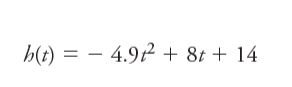 h(t) = − 4.9t² + 8t + 14